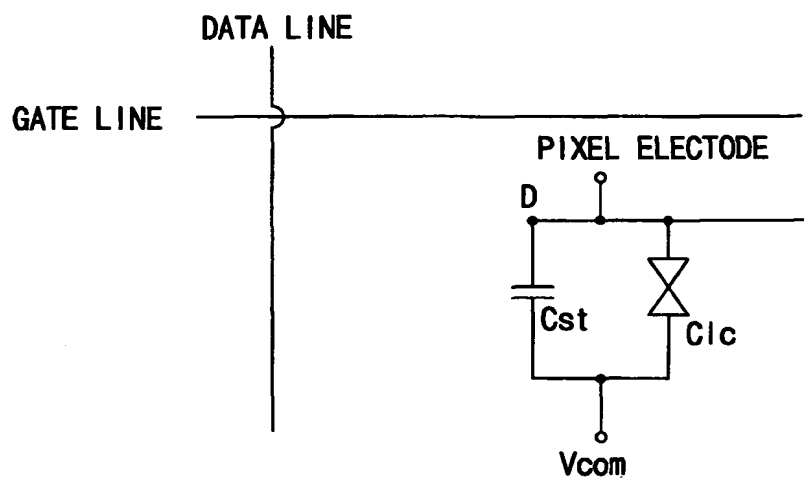 DATA LINE
GATE LINE
PIXEL ELECTODE
D
Cst
Clc
Vcom